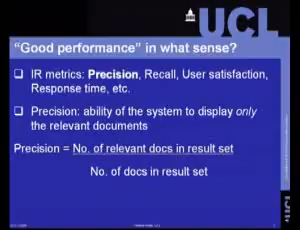 UCL
"Good performance" in what sense?
❑ IR metrics: Precision, Recall, User satisfaction,
Response time, etc.
❑ Precision: ability of the system to display only
the relevant documents
Precision = No. of relevant docs in result set
No. of docs in result set
UCL